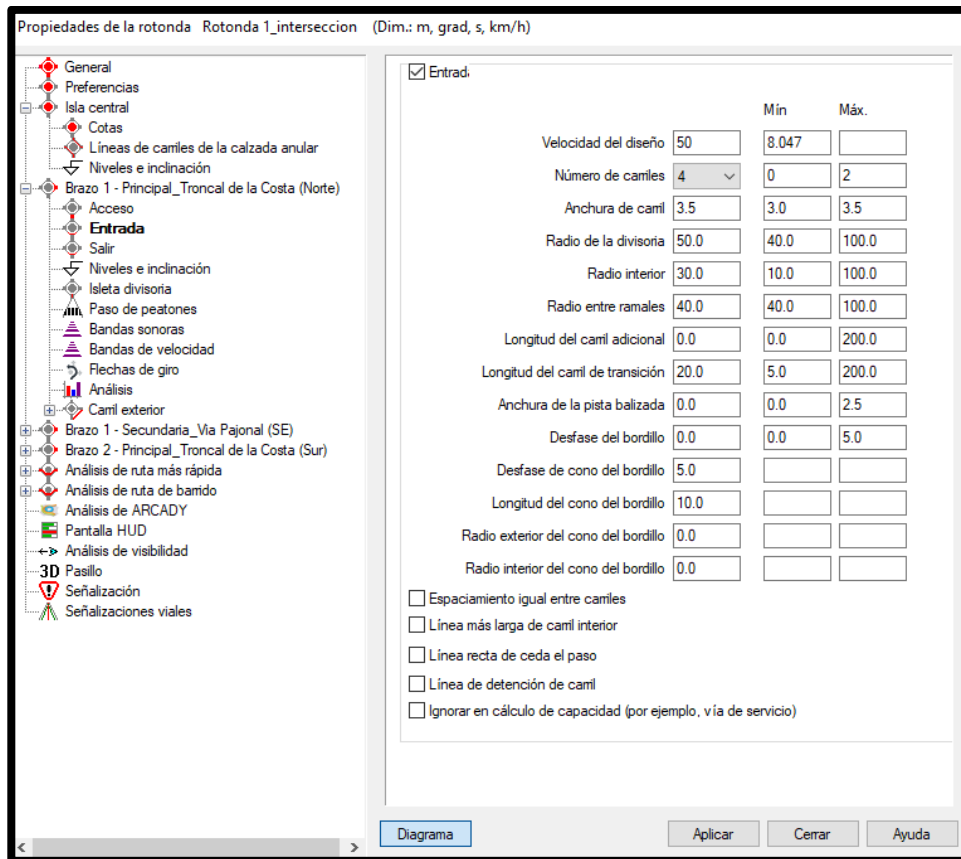 Propiedades de la rotonda Rotonda 1_interseccion (Dim.: m, grad, s, km/h)
General
Preferencias
Isla central
Cotas
Líneas de carriles de la calzada anular
Niveles e inclinación
Brazo 1 - Principal_Troncal de la Costa (Norte)
Acceso
Entrada
Salir
Niveles e inclinación
Isleta divisoria
Paso de peatones
Bandas sonoras
Bandas de velocidad
Flechas de giro
Análisis
Carril exterior
Brazo 1 - Secundaria_Via Pajonal (SE)
Brazo 2 - Principal_Troncal de la Costa (Sur)
Análisis de ruta más rápida
Análisis de ruta de barrido
Análisis de ARCADY
Pantalla HUD
Análisis de visibilidad
3D Pasillo
Señalización
Señalizaciones viales
Entrada
Mín Máx.
Velocidad del diseño 50 8.047
Número de carriles 4 0 2
Anchura de carril 3.5 3.0 3.5
Radio de la divisoria 50.0 40.0 100.0
Radio interior 30.0 10.0 100.0
Radio entre ramales 40.0 40.0 100.0
Longitud del carril adicional 0.0 0.0 200.0
Longitud del carril de transición 20.0 5.0 200.0
Anchura de la pista balizada 0.0 0.0 2.5
Desfase del bordillo 0.0 0.0 5.0
Desfase de cono del bordillo 5.0
Longitud del cono del bordillo 10.0
Radio exterior del cono del bordillo 0.0
Radio interior del cono del bordillo 0.0
Espaciamiento igual entre carriles
Línea más larga de carril interior
Línea recta de ceda el paso
Línea de detención de carril
Ignorar en cálculo de capacidad (por ejemplo, vía de servicio)
Diagrama Aplicar Cerrar Ayuda